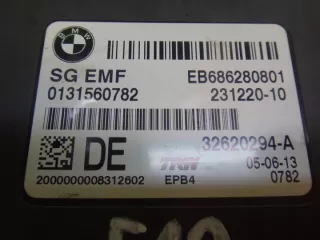 BMW
SG EMF EB686280801
0131560782 231220-10
32620294-A
DE TRW 05-06-13
2000000008312602 EPB4 0782